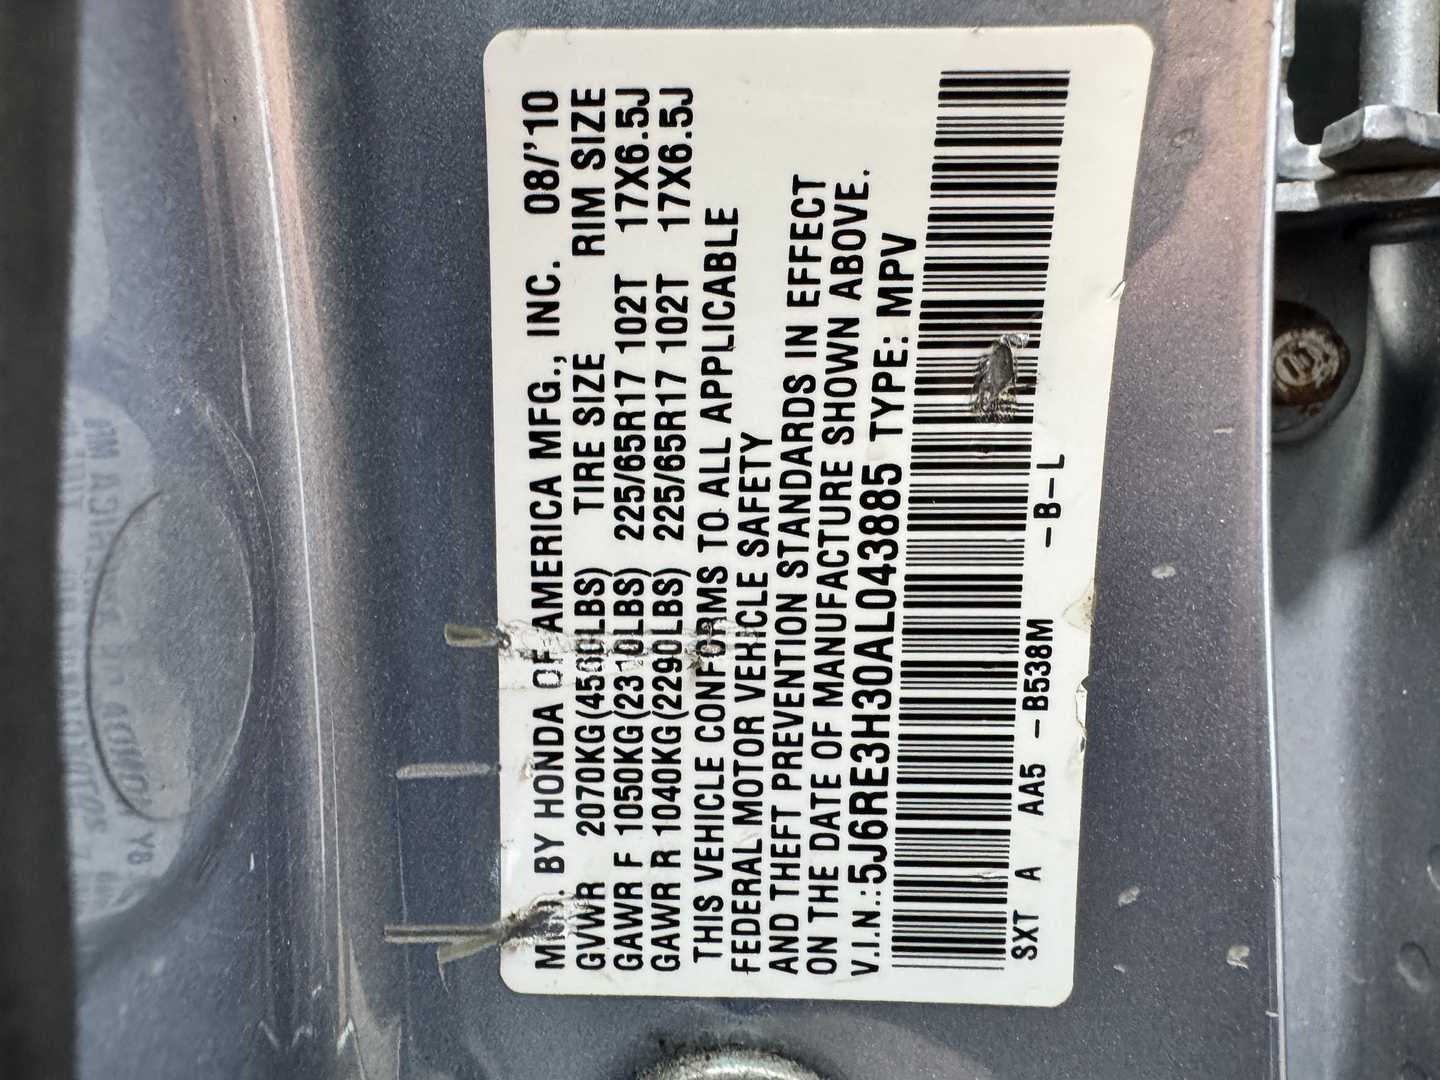 BY HONDA OF AMERICA MFG., INC. 08/'10
TIRE SIZE RIM SIZE
GVWR 2070KG(4560LBS)
GAWR F 1050KG(2310LBS) 225/65R17 102T 17X6.5J
GAWR R 1040KG(2290LBS) 225/65R17 102T 17X6.5J
THIS VEHICLE CONFORMS TO ALL APPLICABLE
FEDERAL MOTOR VEHICLE SAFETY
AND THEFT PREVENTION STANDARDS IN EFFECT
ON THE DATE OF MANUFACTURE SHOWN ABOVE.
V.I.N.:5J6RE3H30AL043885 TYPE: MPV
SXT A AA5 -B538M -B-L